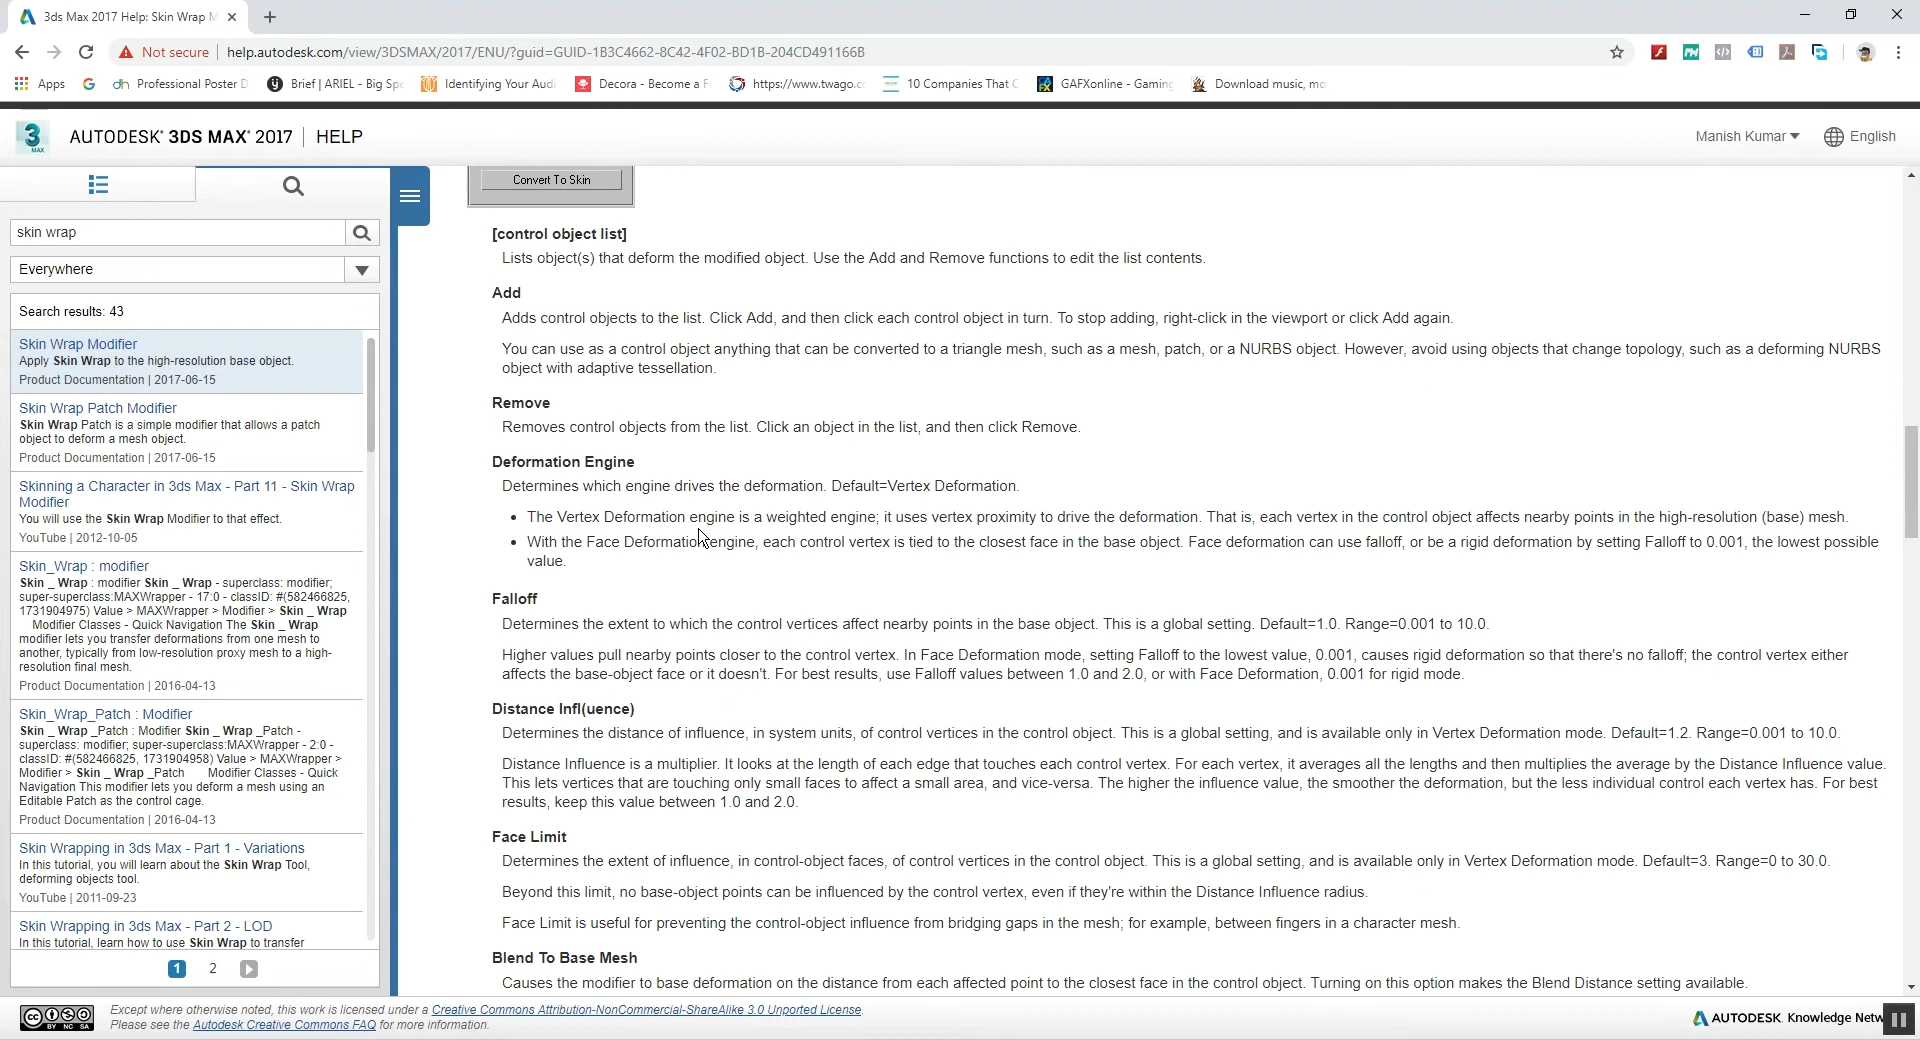 3ds Max 2017 Help: Skin Wrap M
Not secure
help.autodesk.com/view/3DSMAX/2017/ENU/?guid=GUID-1B3C4662-8C42-4F02-BD1B-204CD491166B
Apps
Professional Poster D
Brief | ARIEL - Big Spe
Identifying Your Audi
Decora - Become a F
https://www.twago.c
10 Companies That C
GAFXonline - Gaming
Download music, mo
3
MAX
AUTODESK® 3DS MAX® 2017 | HELP
Manish Kumar
English
skin wrap
Everywhere
Search results: 43
Skin Wrap Modifier
Apply Skin Wrap to the high-resolution base object.
Product Documentation | 2017-06-15
Skin Wrap Patch Modifier
Skin Wrap Patch is a simple modifier that allows a patch
object to deform a mesh object.
Product Documentation | 2017-06-15
Skinning a Character in 3ds Max - Part 11 - Skin Wrap
Modifier
You will use the Skin Wrap Modifier to that effect.
YouTube | 2012-10-05
Skin_Wrap : modifier
Skin _ Wrap : modifier Skin _ Wrap - superclass: modifier;
super-superclass:MAXWrapper - 17:0 - classID: #(582466825,
1731904975) Value > MAXWrapper > Modifier > Skin _ Wrap
Modifier Classes - Quick Navigation The Skin _ Wrap
modifier lets you transfer deformations from one mesh to
another, typically from low-resolution proxy mesh to a high-
resolution final mesh.
Product Documentation | 2016-04-13
Skin_Wrap_Patch : Modifier
Skin _ Wrap _Patch : Modifier Skin _ Wrap _Patch -
superclass: modifier; super-superclass:MAXWrapper - 2:0 -
classID: #(582466825, 1731904958) Value > MAXWrapper >
Modifier > Skin _ Wrap _Patch Modifier Classes - Quick
Navigation This modifier lets you deform a mesh using an
Editable Patch as the control cage.
Product Documentation | 2016-04-13
Skin Wrapping in 3ds Max - Part 1 - Variations
In this tutorial, you will learn about the Skin Wrap Tool,
deforming objects tool.
YouTube | 2011-09-23
Skin Wrapping in 3ds Max - Part 2 - LOD
In this tutorial, learn how to use Skin Wrap to transfer
1 2
Convert To Skin
[control object list]
Lists object(s) that deform the modified object. Use the Add and Remove functions to edit the list contents.
Add
Adds control objects to the list. Click Add, and then click each control object in turn. To stop adding, right-click in the viewport or click Add again.
You can use as a control object anything that can be converted to a triangle mesh, such as a mesh, patch, or a NURBS object. However, avoid using objects that change topology, such as a deforming NURBS
object with adaptive tessellation.
Remove
Removes control objects from the list. Click an object in the list, and then click Remove.
Deformation Engine
Determines which engine drives the deformation. Default=Vertex Deformation.
• The Vertex Deformation engine is a weighted engine; it uses vertex proximity to drive the deformation. That is, each vertex in the control object affects nearby points in the high-resolution (base) mesh.
• With the Face Deformation engine, each control vertex is tied to the closest face in the base object. Face deformation can use falloff, or be a rigid deformation by setting Falloff to 0.001, the lowest possible
value.
Falloff
Determines the extent to which the control vertices affect nearby points in the base object. This is a global setting. Default=1.0. Range=0.001 to 10.0.
Higher values pull nearby points closer to the control vertex. In Face Deformation mode, setting Falloff to the lowest value, 0.001, causes rigid deformation so that there's no falloff; the control vertex either
affects the base-object face or it doesn't. For best results, use Falloff values between 1.0 and 2.0, or with Face Deformation, 0.001 for rigid mode.
Distance Infl(uence)
Determines the distance of influence, in system units, of control vertices in the control object. This is a global setting, and is available only in Vertex Deformation mode. Default=1.2. Range=0.001 to 10.0.
Distance Influence is a multiplier. It looks at the length of each edge that touches each control vertex. For each vertex, it averages all the lengths and then multiplies the average by the Distance Influence value.
This lets vertices that are touching only small faces to affect a small area, and vice-versa. The higher the influence value, the smoother the deformation, but the less individual control each vertex has. For best
results, keep this value between 1.0 and 2.0.
Face Limit
Determines the extent of influence, in control-object faces, of control vertices in the control object. This is a global setting, and is available only in Vertex Deformation mode. Default=3. Range=0 to 30.0.
Beyond this limit, no base-object points can be influenced by the control vertex, even if they're within the Distance Influence radius.
Face Limit is useful for preventing the control-object influence from bridging gaps in the mesh; for example, between fingers in a character mesh.
Blend To Base Mesh
Causes the modifier to base deformation on the distance from each affected point to the closest face in the control object. Turning on this option makes the Blend Distance setting available.
cc BY NC SA
Except where otherwise noted, this work is licensed under a Creative Commons Attribution-NonCommercial-ShareAlike 3.0 Unported License.
Please see the Autodesk Creative Commons FAQ for more information.
AUTODESK. Knowledge Netw